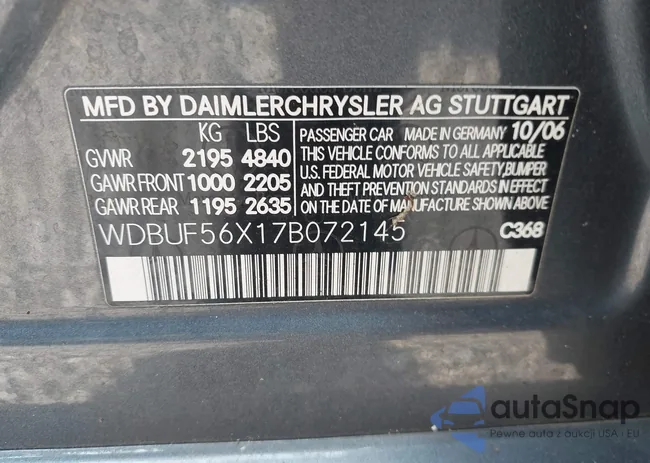 MFD BY DAIMLERCHRYSLER AG STUTTGART
KG LBS
GVWR 2195 4840
GAWR FRONT 1000 2205
GAWR REAR 1195 2635
PASSENGER CAR MADE IN GERMANY 10/06
THIS VEHICLE CONFORMS TO ALL APPLICABLE
U.S. FEDERAL MOTOR VEHICLE SAFETY,BUMPER
AND THEFT PREVENTION STANDARDS IN EFFECT
ON THE DATE OF MANUFACTURE SHOWN ABOVE.
WDBUF56X17B072145 C368
autoSnap
Pewne auta z aukcji USA i EU